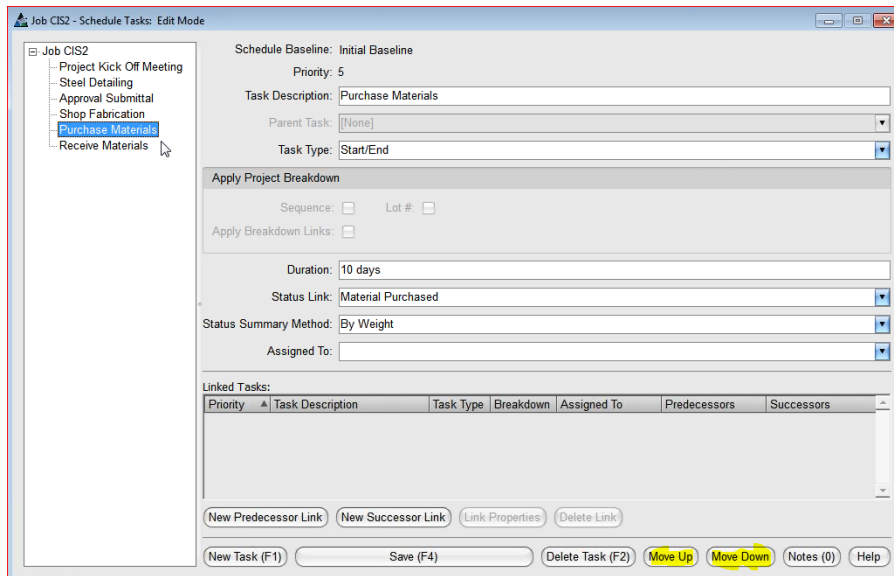 Job CIS2 - Schedule Tasks: Edit Mode
Job CIS2
Project Kick Off Meeting
Steel Detailing
Approval Submittal
Shop Fabrication
Purchase Materials
Receive Materials
Schedule Baseline: Initial Baseline
Priority: 5
Task Description: Purchase Materials
Parent Task: [None]
Task Type: Start/End
Apply Project Breakdown
Sequence: Lot #:
Apply Breakdown Links:
Duration: 10 days
Status Link: Material Purchased
Status Summary Method: By Weight
Assigned To:
Linked Tasks:
Priority Task Description Task Type Breakdown Assigned To Predecessors Successors
New Predecessor Link New Successor Link Link Properties Delete Link
New Task (F1) Save (F4) Delete Task (F2) Move Up Move Down Notes (0) Help